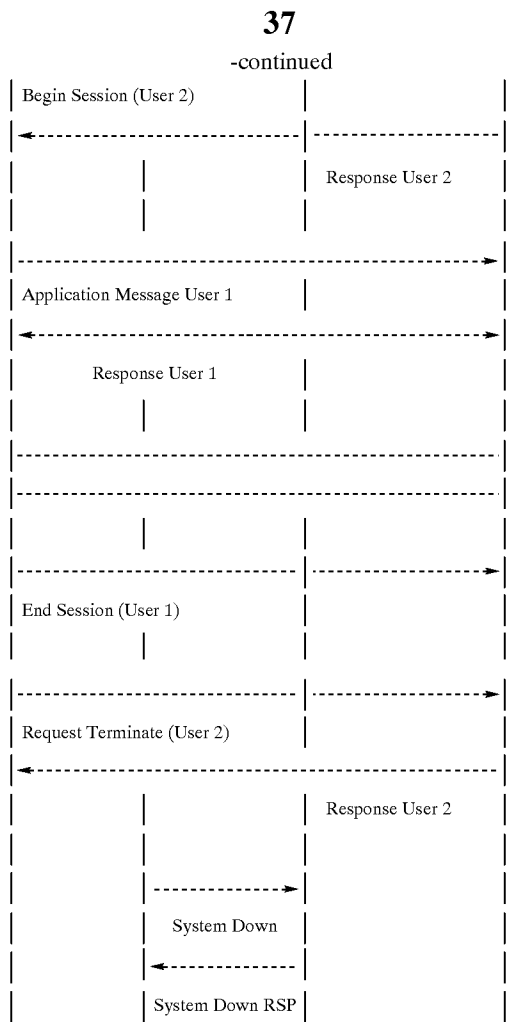 37
-continued
Begin Session (User 2)
Response User 2
Application Message User 1
Response User 1
End Session (User 1)
Request Terminate (User 2)
Response User 2
System Down
System Down RSP